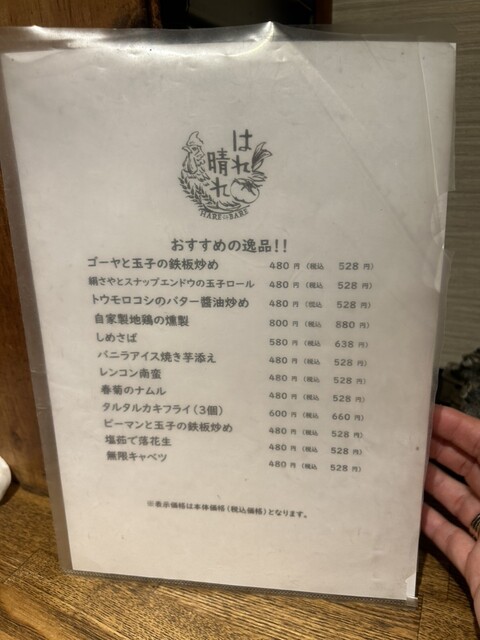 はれ
晴れ
HARE to BARE
おすすめの逸品!!
ゴーヤと玉子の鉄板炒め 480 円 (税込 528 円)
絹さやとスナップエンドウの玉子ロール 480 円 (税込 528 円)
トウモロコシのバター醤油炒め 480 円 (税込 528 円)
自家製地鶏の燻製 800 円 (税込 880 円)
しめさば 580 円 (税込 638 円)
バニラアイス焼き芋添え 480 円 (税込 528 円)
レンコン南蛮 480 円 (税込 528 円)
春菊のナムル 480 円 (税込 528 円)
タルタルカキフライ(3個) 600 円 (税込 660 円)
ピーマンと玉子の鉄板炒め 480 円 (税込 528 円)
塩茹で落花生 480 円 (税込 528 円)
無限キャベツ 480 円 (税込 528 円)
※表示価格は本体価格(税込価格)となります。